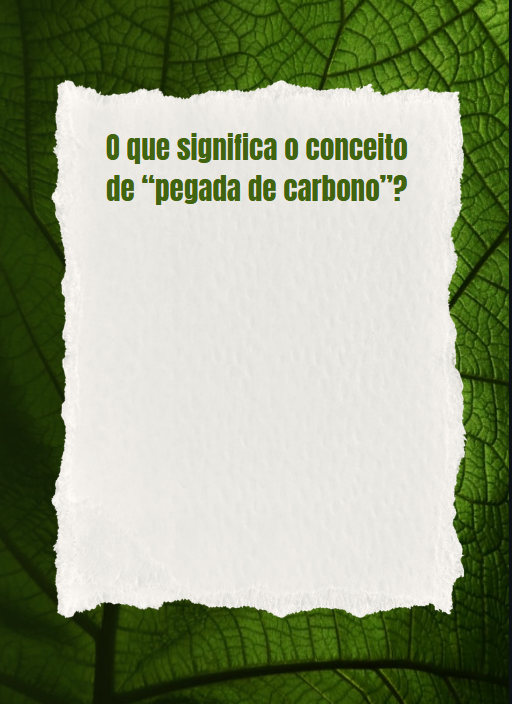 O que significa o conceito
de “pegada de carbono”?